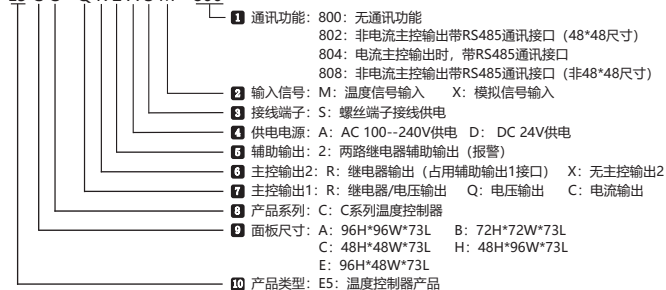 1 通讯功能：800：无通讯功能
802：非电流主控输出带RS485通讯接口（48*48尺寸）
804：电流主控输出时，带RS485通讯接口
808：非电流主控输出带RS485通讯接口（非48*48尺寸）
2 输入信号：M：温度信号输入 X：模拟信号输入
3 接线端子：S：螺丝端子接线供电
4 供电电源：A：AC 100--240V供电 D：DC 24V供电
5 辅助输出：2：两路继电器辅助输出（报警）
6 主控输出2：R：继电器输出（占用辅助输出1接口） X：无主控输出2
7 主控输出1：R：继电器/电压输出 Q：电压输出 C：电流输出
8 产品系列：C：C系列温度控制器
9 面板尺寸：A：96H*96W*73L B：72H*72W*73L
C：48H*48W*73L H：48H*96W*73L
E：96H*48W*73L
10 产品类型：E5：温度控制器产品